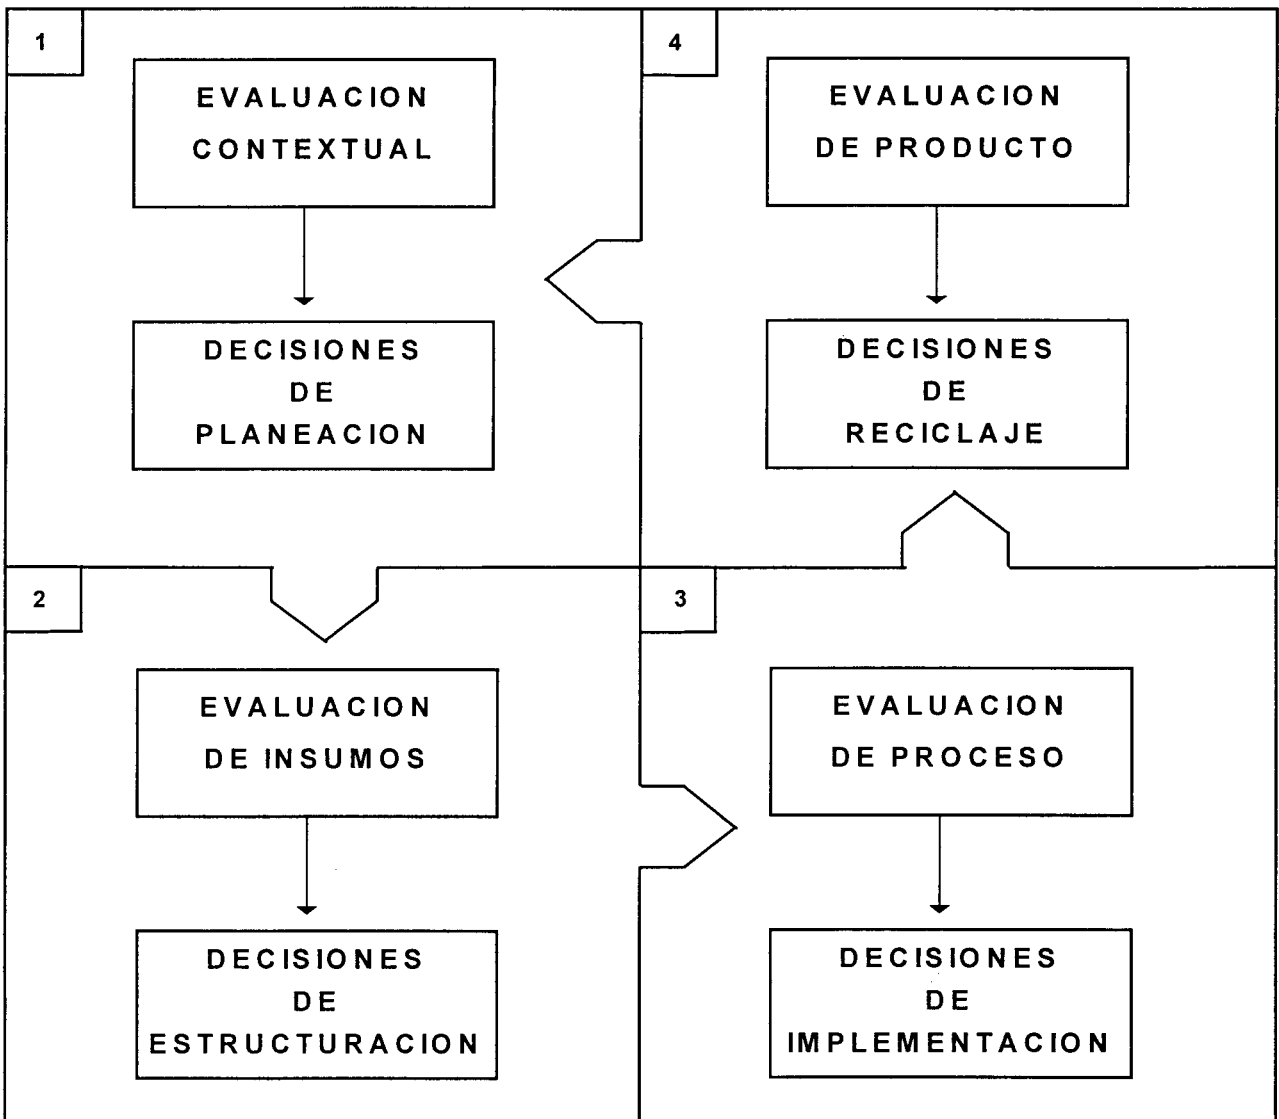 1
EVALUACION
CONTEXTUAL
DECISIONES
DE
PLANEACION
2
EVALUACION
DE INSUMOS
DECISIONES
DE
ESTRUCTURACION
3
EVALUACION
DE PROCESO
DECISIONES
DE
IMPLEMENTACION
4
EVALUACION
DE PRODUCTO
DECISIONES
DE
RECICLAJE